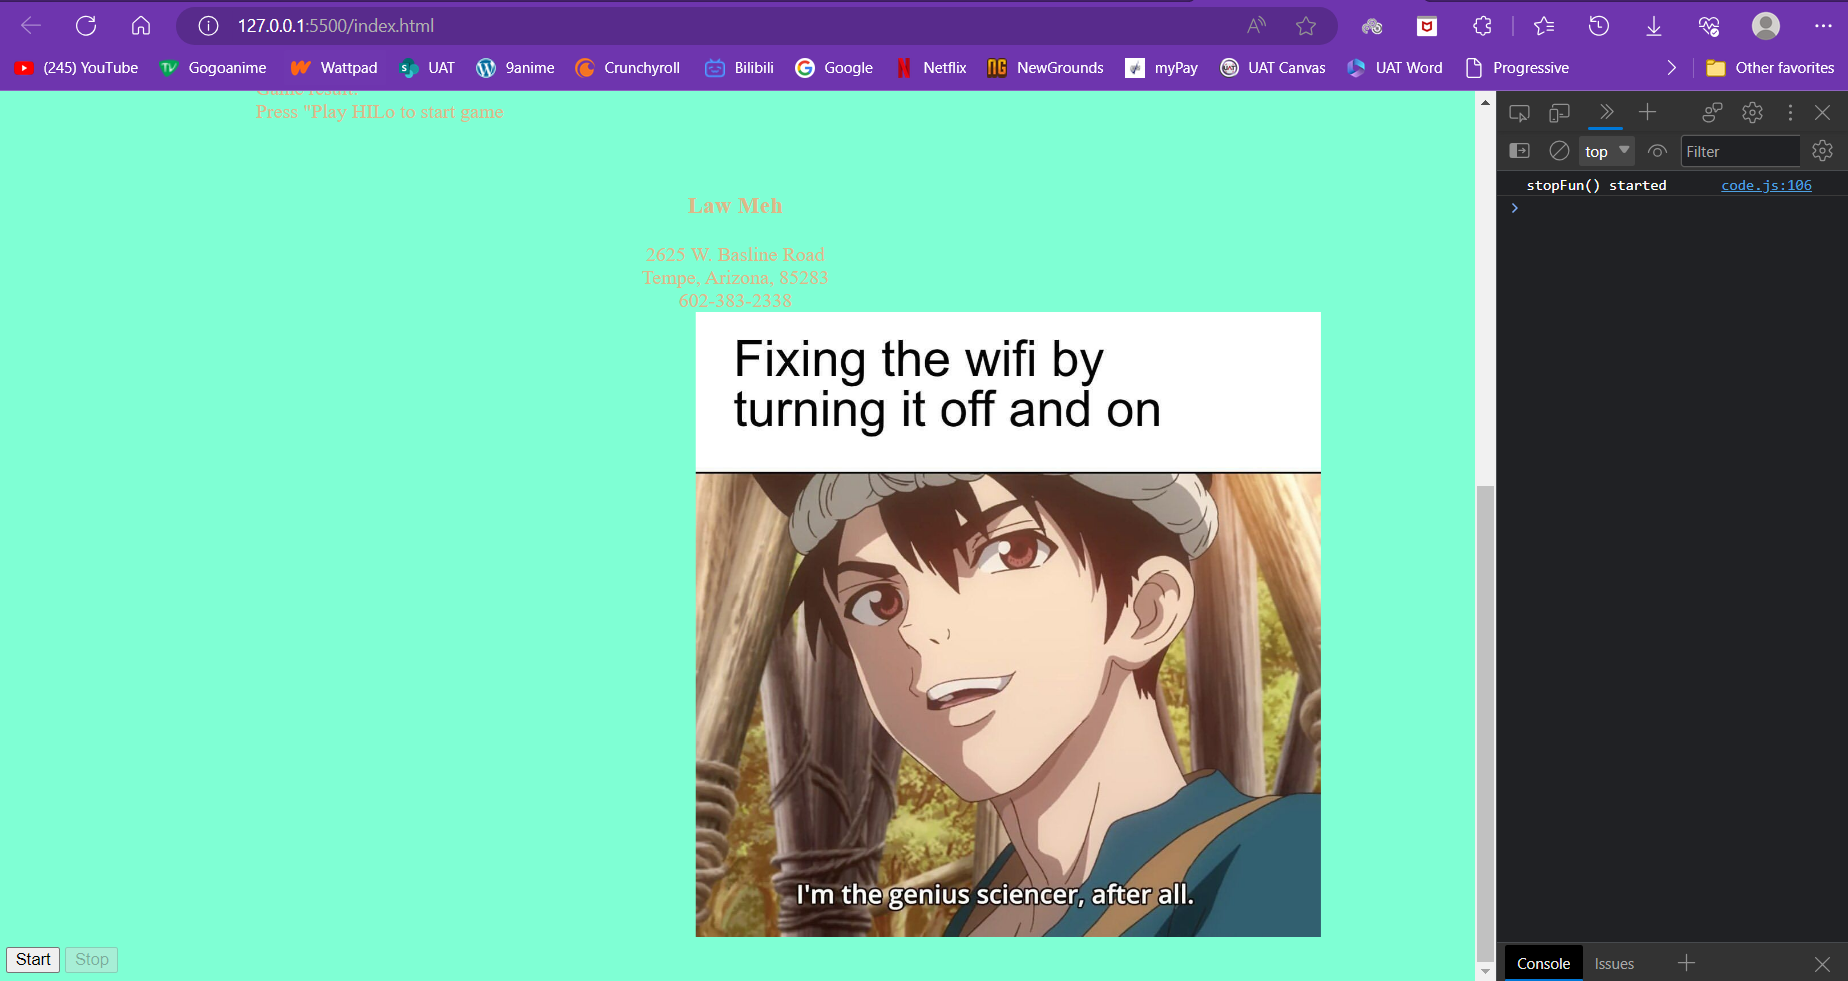 127.0.0.1:5500/index.html
(245) YouTube
Gogoanime
Wattpad
UAT
9anime
Crunchyroll
Bilibili
Google
Netflix
NewGrounds
myPay
UAT Canvas
UAT Word
Progressive
Other favorites
Game result:
Press "Play HILo to start game
Law Meh
2625 W. Basline Road
Tempe, Arizona, 85283
602-383-2338
Fixing the wifi by
turning it off and on
I'm the genius sciencer, after all.
Start
Stop
top
Filter
stopFun() started
code.js:106
Console
Issues